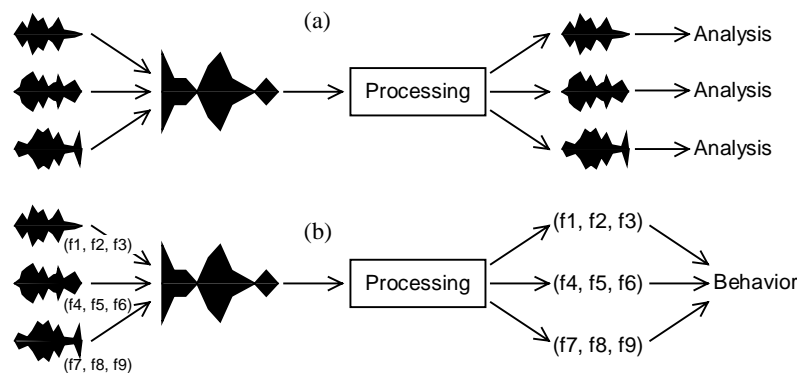 (a)
Analysis
Processing
Analysis
Analysis
(b)
(f1, f2, f3)
(f1, f2, f3)
Processing
(f4, f5, f6)
Behavior
(f4, f5, f6)
(f7, f8, f9)
(f7, f8, f9)